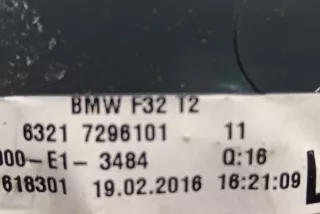 BMW F32 T2
6321 7296101 11
000-E1-3484 Q:16
618301 19.02.2016 16:21:09